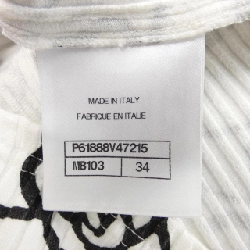 MADE IN ITALY
FABRIQUE EN ITALIE
P61888V47215
MB103 34